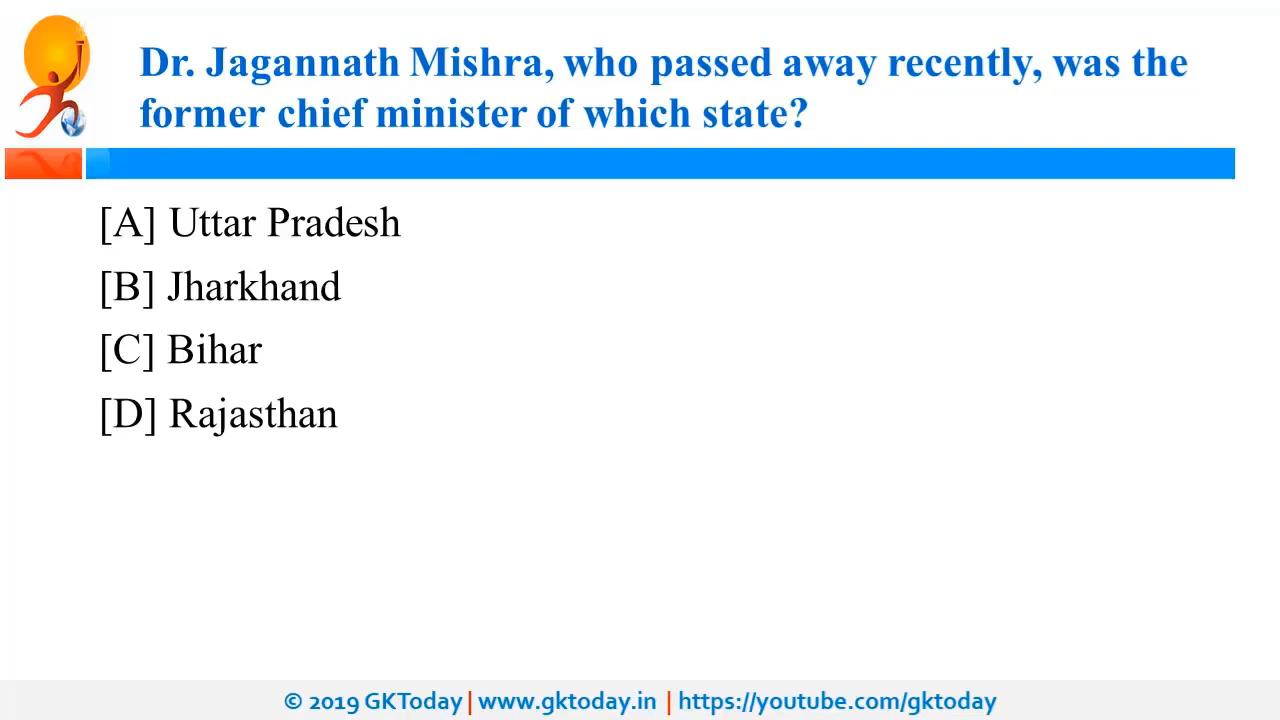 Dr. Jagannath Mishra, who passed away recently, was the
former chief minister of which state?
[A] Uttar Pradesh
[B] Jharkhand
[C] Bihar
[D] Rajasthan
© 2019 GKToday | www.gktoday.in | https://youtube.com/gktoday